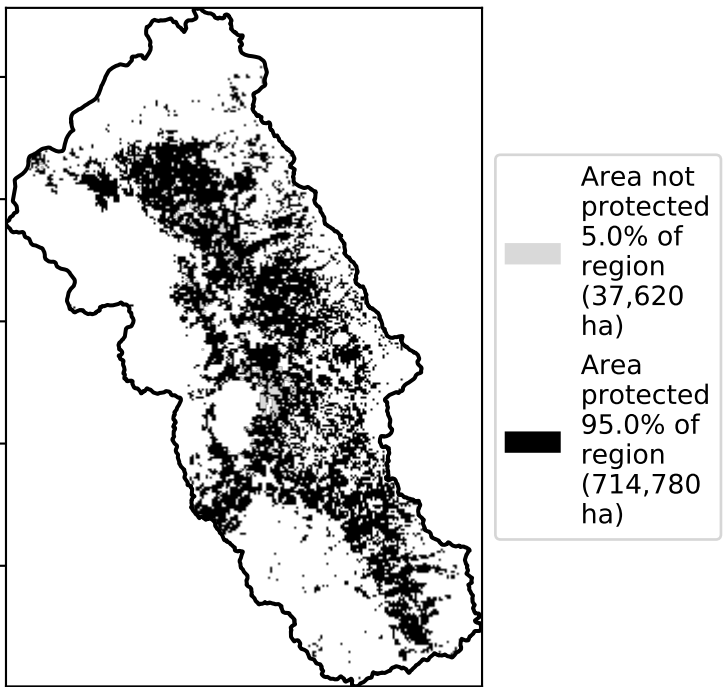 Area not
protected
5.0% of
region
(37,620
ha)
Area
protected
95.0% of
region
(714,780
ha)